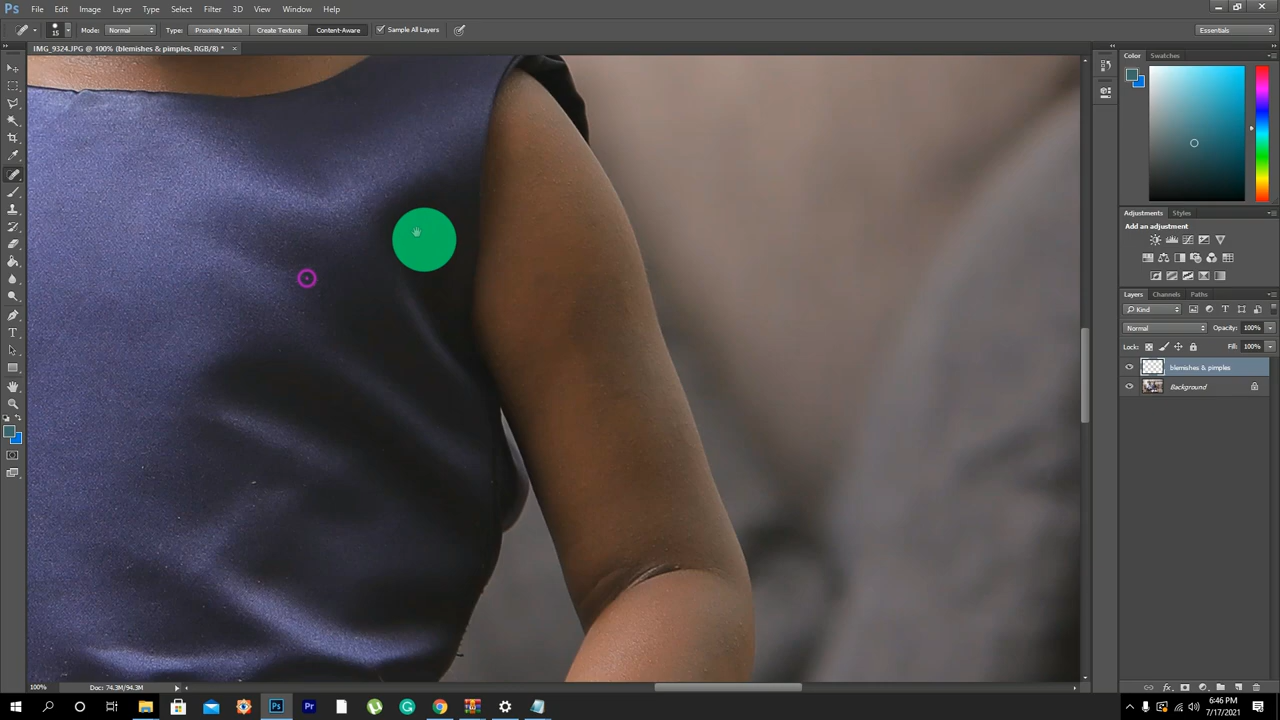 Ps File Edit Image Layer Type Select Filter 3D View Window Help
15 Mode: Normal Type: Proximity Match Create Texture Content-Aware Sample All Layers Essentials
IMG_9324.JPG @ 100% (blemishes & pimples, RGB/8) * ×
Color Swatches
Adjustments Styles
Add an adjustment
Layers Channels Paths
Kind
Normal Opacity: 100%
Lock: Fill: 100%
blemishes & pimples
Background
100% Doc: 74.3M/94.3M
Ps Pr
6:46 PM
7/17/2021